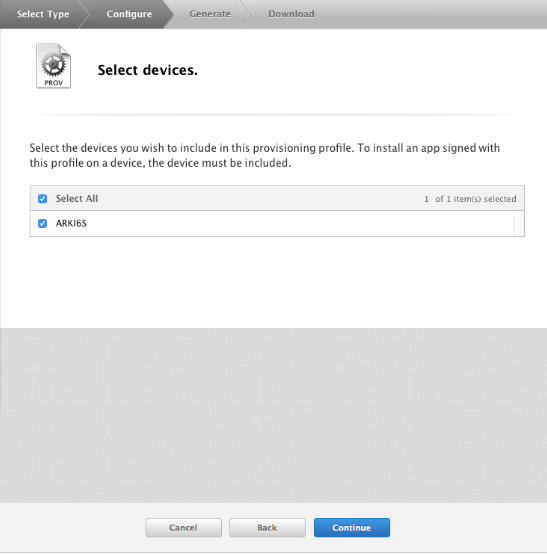 Select Type Configure Generate Download
PROV
Select devices.
Select the devices you wish to include in this provisioning profile. To install an app signed with
this profile on a device, the device must be included.
Select All 1 of 1 item(s) selected
ARKI6S
Cancel Back Continue